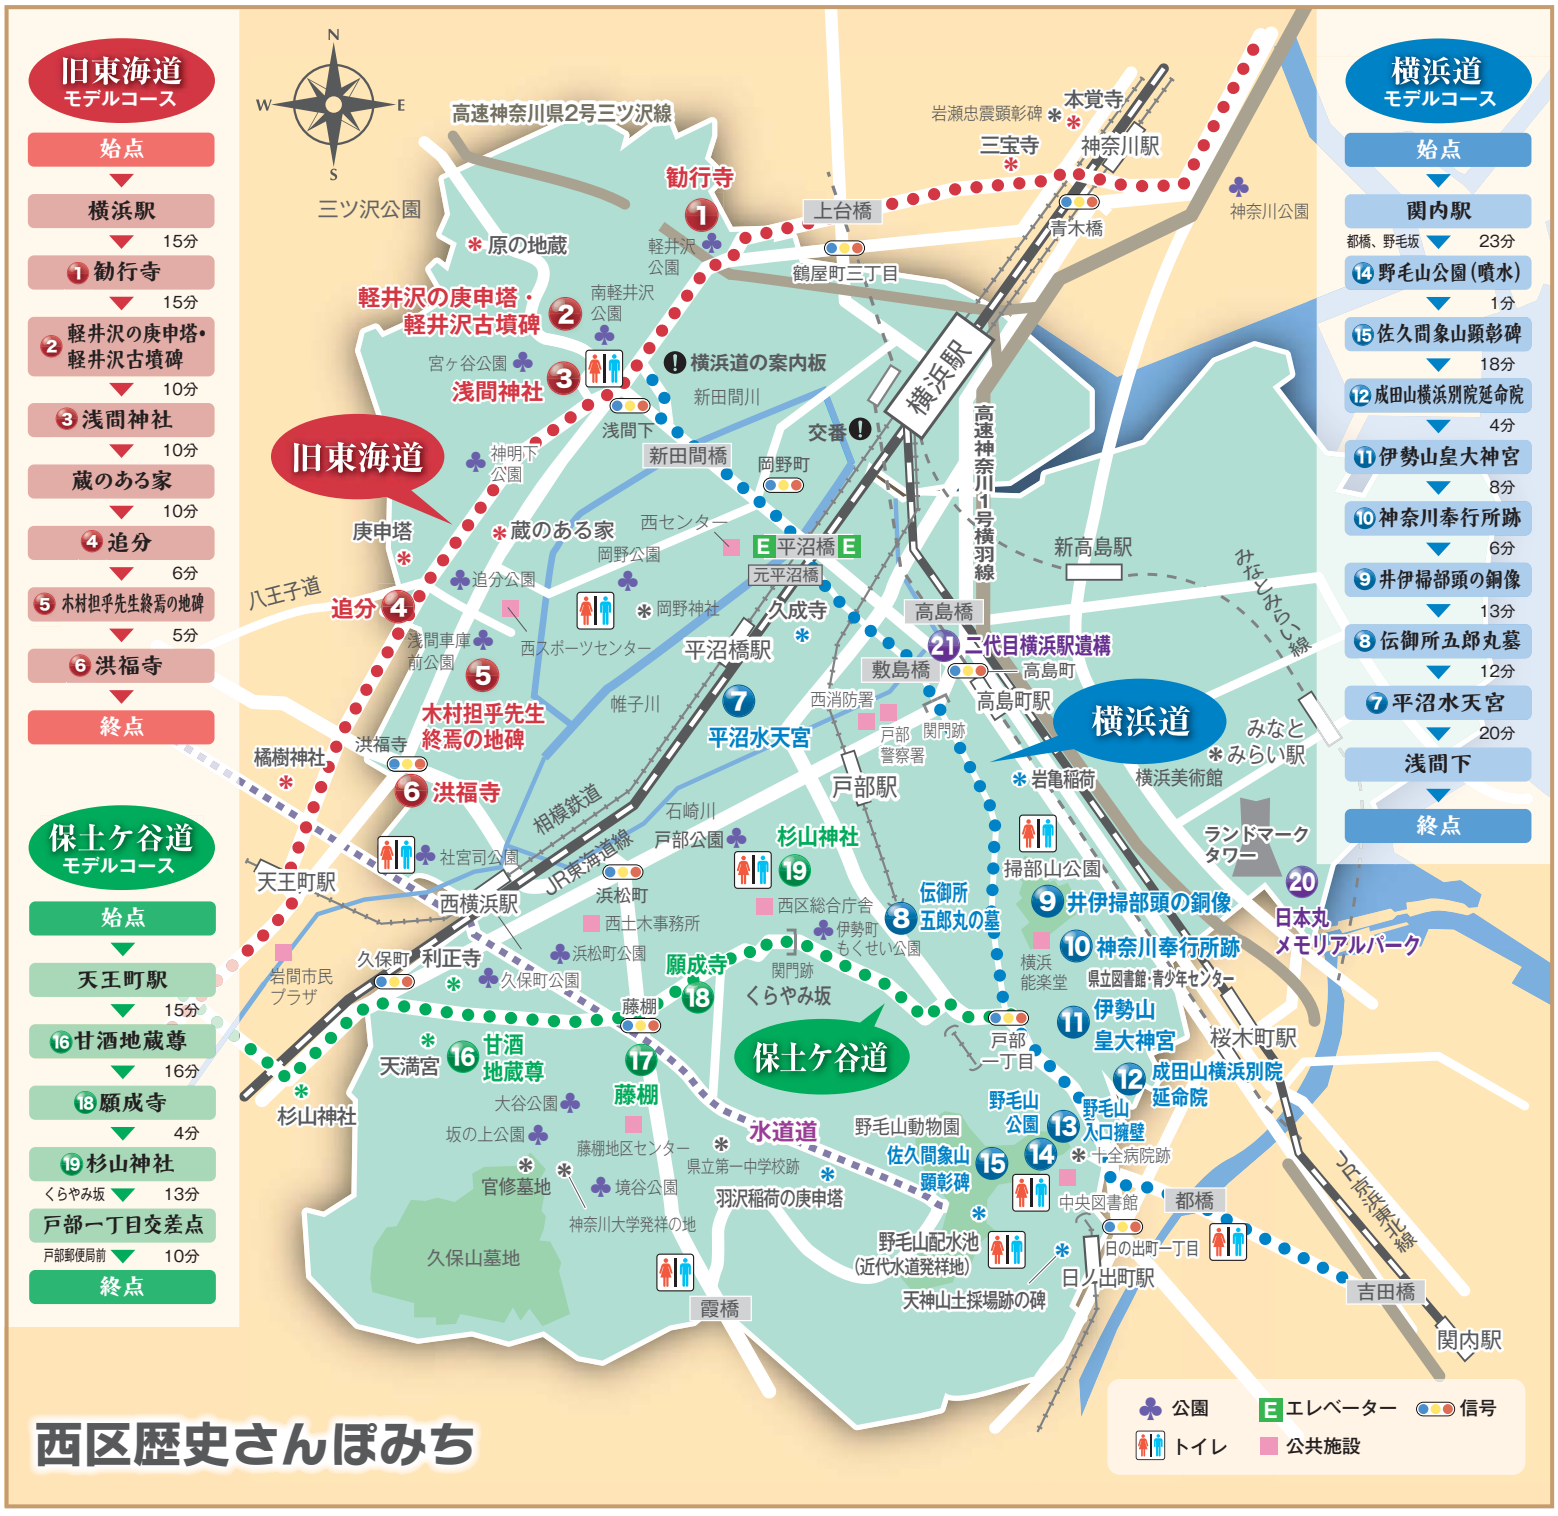 旧東海道
モデルコース
始点
横浜駅
15分
1 勧行寺
15分
2 軽井沢の庚申塔・
軽井沢古墳碑
10分
3 浅間神社
10分
蔵のある家
10分
4 追分
6分
5 木村担乎先生終焉の地碑
5分
6 洪福寺
終点
保土ケ谷道
モデルコース
始点
天王町駅
15分
16 甘酒地蔵尊
16分
18 願成寺
4分
19 杉山神社
くらやみ坂 13分
戸部一丁目交差点
戸部郵便局前 10分
終点
横浜道
モデルコース
始点
関内駅
都橋、野毛坂 23分
14 野毛山公園(噴水)
1分
15 佐久間象山顕彰碑
18分
12 成田山横浜別院延命院
4分
11 伊勢山皇大神宮
8分
10 神奈川奉行所跡
6分
9 井伊掃部頭の銅像
13分
8 伝御所五郎丸墓
12分
7 平沼水天宮
20分
浅間下
終点
N
W
E
S
高速神奈川県2号三ツ沢線
三ツ沢公園
岩瀬忠震顕彰碑
本覚寺
三宝寺
神奈川駅
神奈川公園
青木橋
上台橋
鶴屋町三丁目
勧行寺
1
軽井沢
公園
原の地蔵
軽井沢の庚申塔・
軽井沢古墳碑
2
南軽井沢
公園
宮ヶ谷公園
浅間神社
3
横浜道の案内板
新田間川
浅間下
横浜駅
交番
高速神奈川1号横羽線
旧東海道
神明下
公園
新田間橋
岡野町
庚申塔
蔵のある家
西センター
E 平沼橋 E
元平沼橋
岡野公園
新高島駅
みなとみらい線
八王子道
追分
4
追分公園
岡野神社
久成寺
高島橋
21 二代目横浜駅遺構
浅間車庫
前公園
西スポーツセンター
平沼橋駅
敷島橋
高島町
5
木村担乎先生
終焉の地碑
帷子川
7
平沼水天宮
西消防署
戸部
警察署
関門跡
高島町駅
横浜道
みなと
みらい駅
橘樹神社
洪福寺
6 洪福寺
戸部駅
岩亀稲荷
横浜美術館
相模鉄道
石崎川
戸部公園
杉山神社
19
掃部山公園
ランドマーク
タワー
社宮司公園
JR東海道線
天王町駅
西横浜駅
浜松町
西土木事務所
西区総合庁舎
伊勢町
もくせい公園
8
伝御所
五郎丸の墓
9 井伊掃部頭の銅像
20
日本丸
メモリアルパーク
10 神奈川奉行所跡
横浜
能楽堂
県立図書館・青少年センター
岩間市民
プラザ
久保町
利正寺
浜松町公園
久保町公園
願成寺
18
関門跡
くらやみ坂
藤棚
保土ケ谷道
戸部
一丁目
11
伊勢山
皇大神宮
桜木町駅
12
成田山横浜別院
延命院
天満宮
16
甘酒
地蔵尊
17
藤棚
杉山神社
大谷公園
坂の上公園
藤棚地区センター
水道道
県立第一中学校跡
野毛山動物園
野毛山
公園
13
野毛山
入口擁壁
14
佐久間象山
顕彰碑
15
十全病院跡
官修墓地
境谷公園
神奈川大学発祥の地
羽沢稲荷の庚申塔
中央図書館
都橋
久保山墓地
野毛山配水池
(近代水道発祥地)
日の出町一丁目
日ノ出町駅
天神山土採場跡の碑
霞橋
JR京浜東北線
吉田橋
関内駅
公園
E エレベーター
信号
トイレ
公共施設
西区歴史さんぽみち